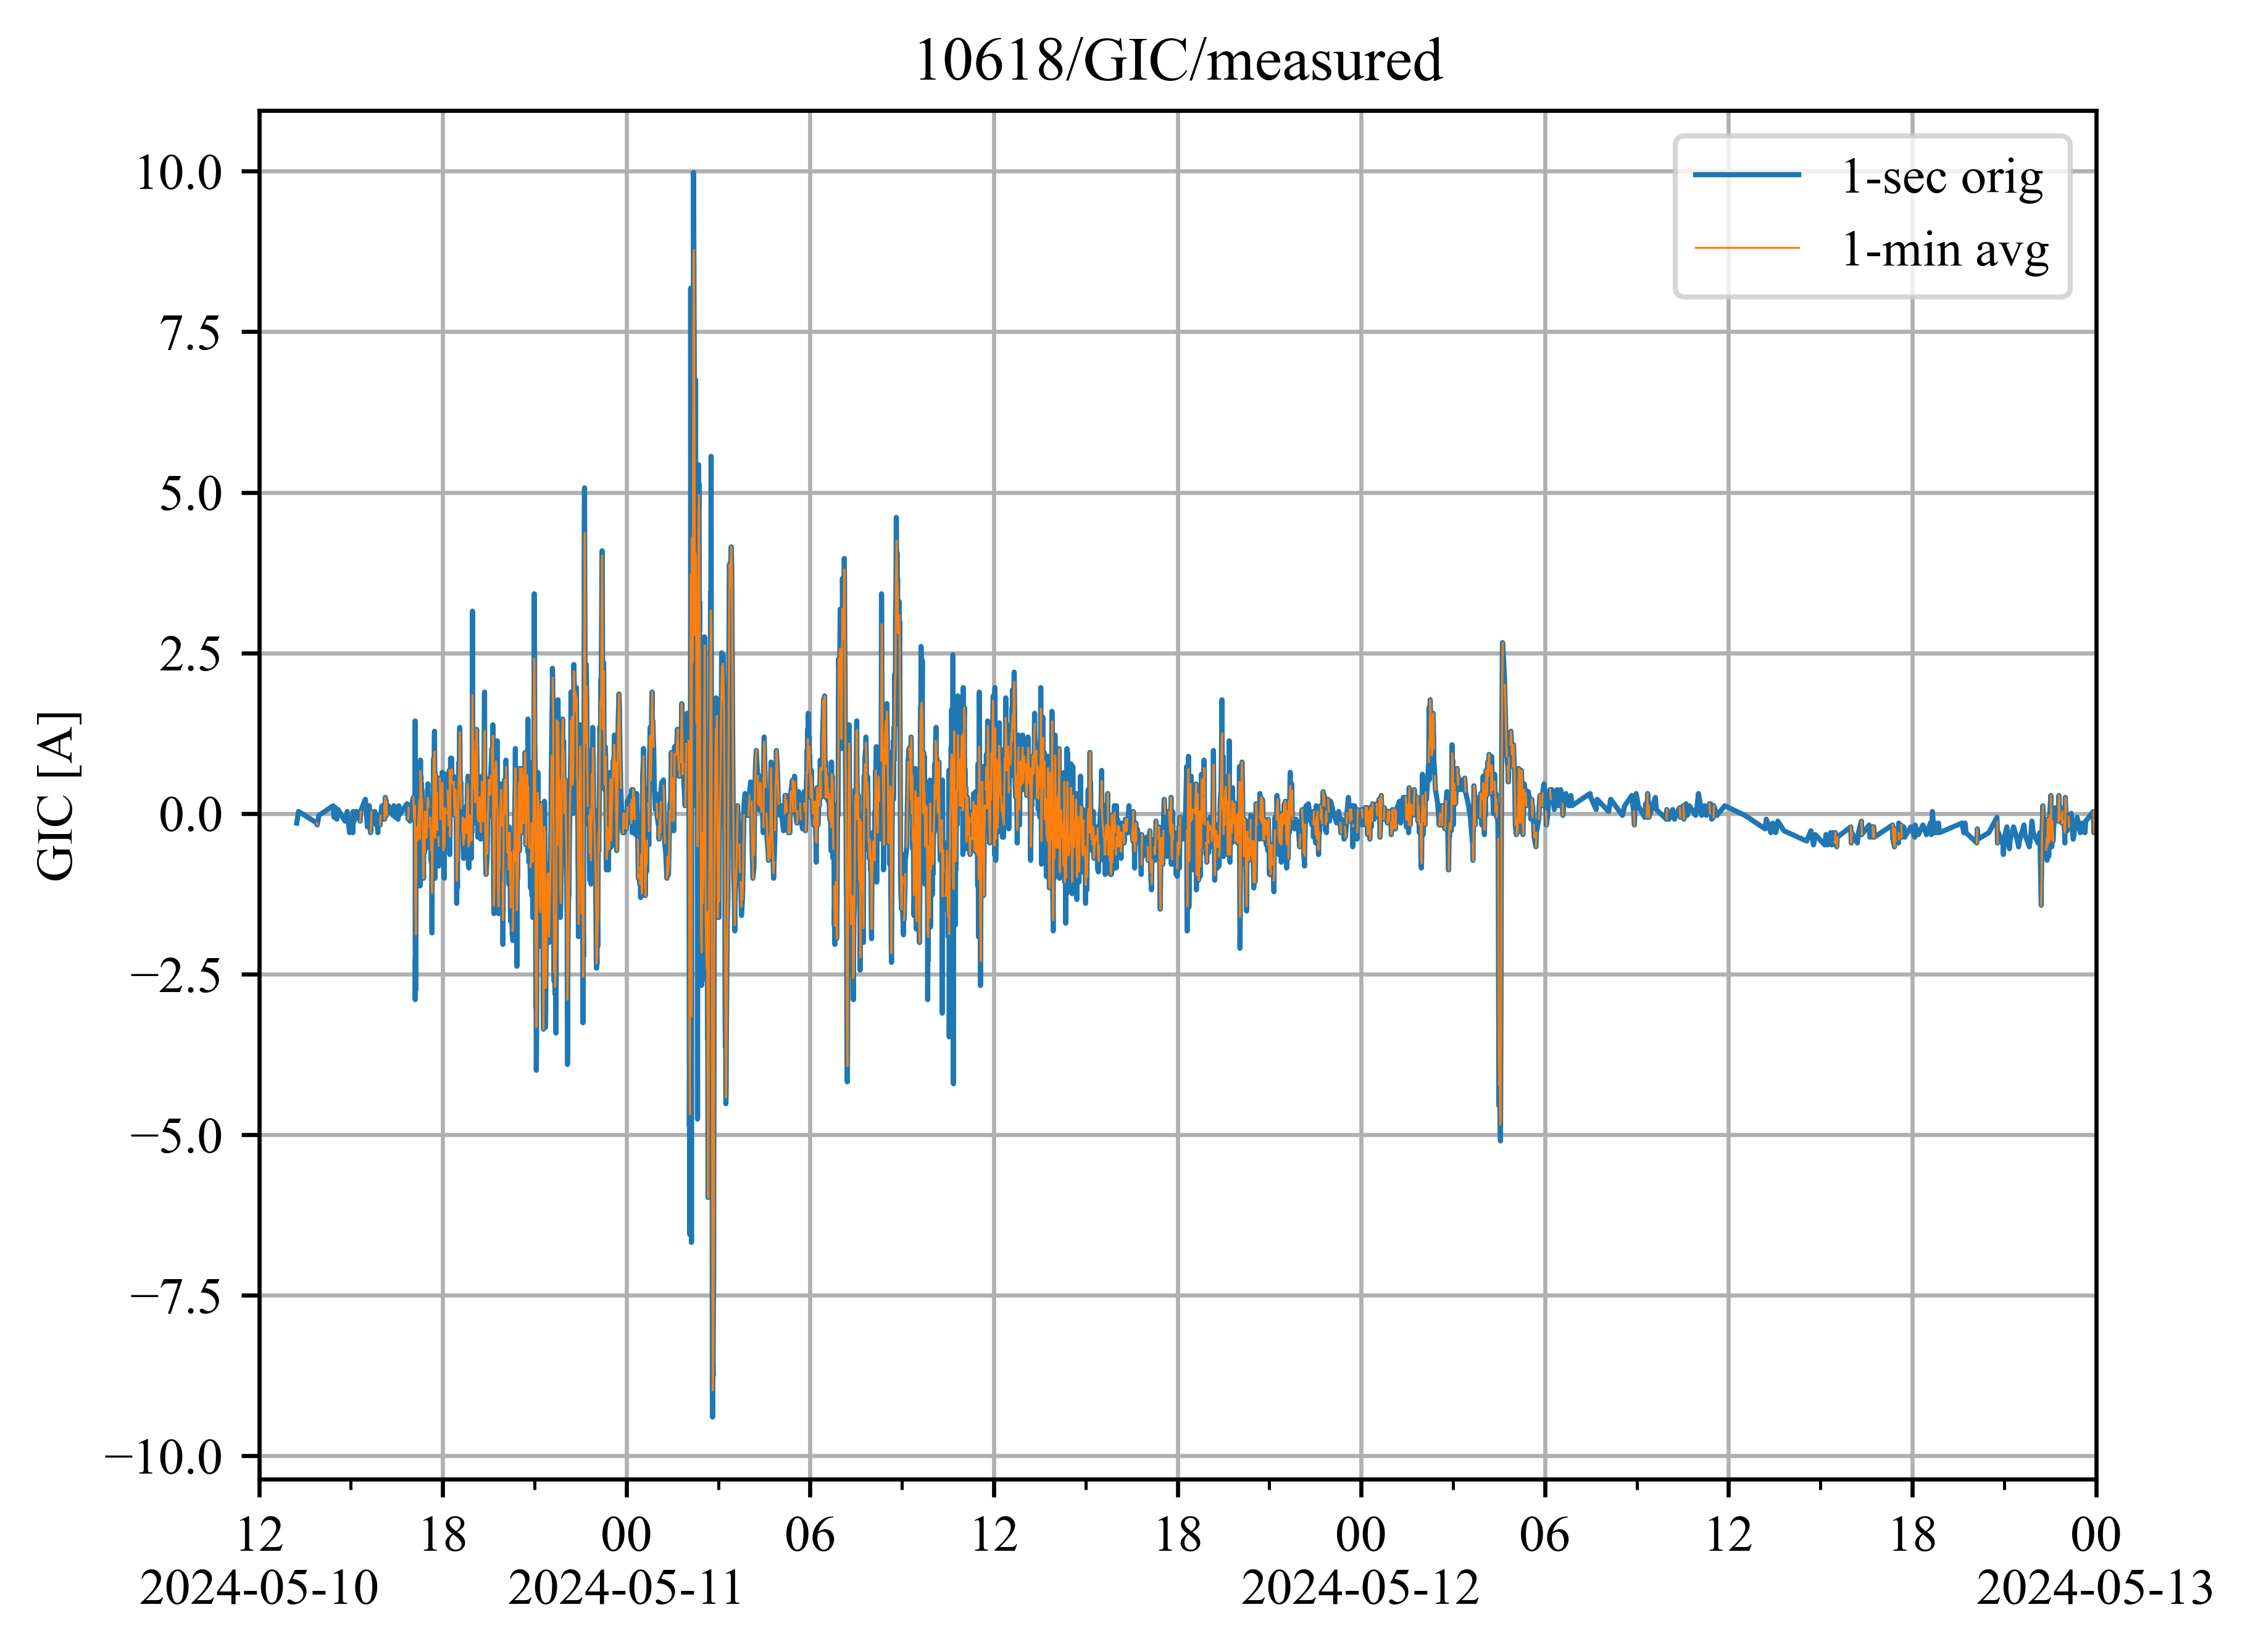 10618/GIC/measured
1-sec orig
1-min avg
GIC [A]
10.0
7.5
5.0
2.5
0.0
−2.5
−5.0
−7.5
−10.0
12 18 00 06 12 18 00 06 12 18 00
2024-05-10 2024-05-11 2024-05-12 2024-05-13